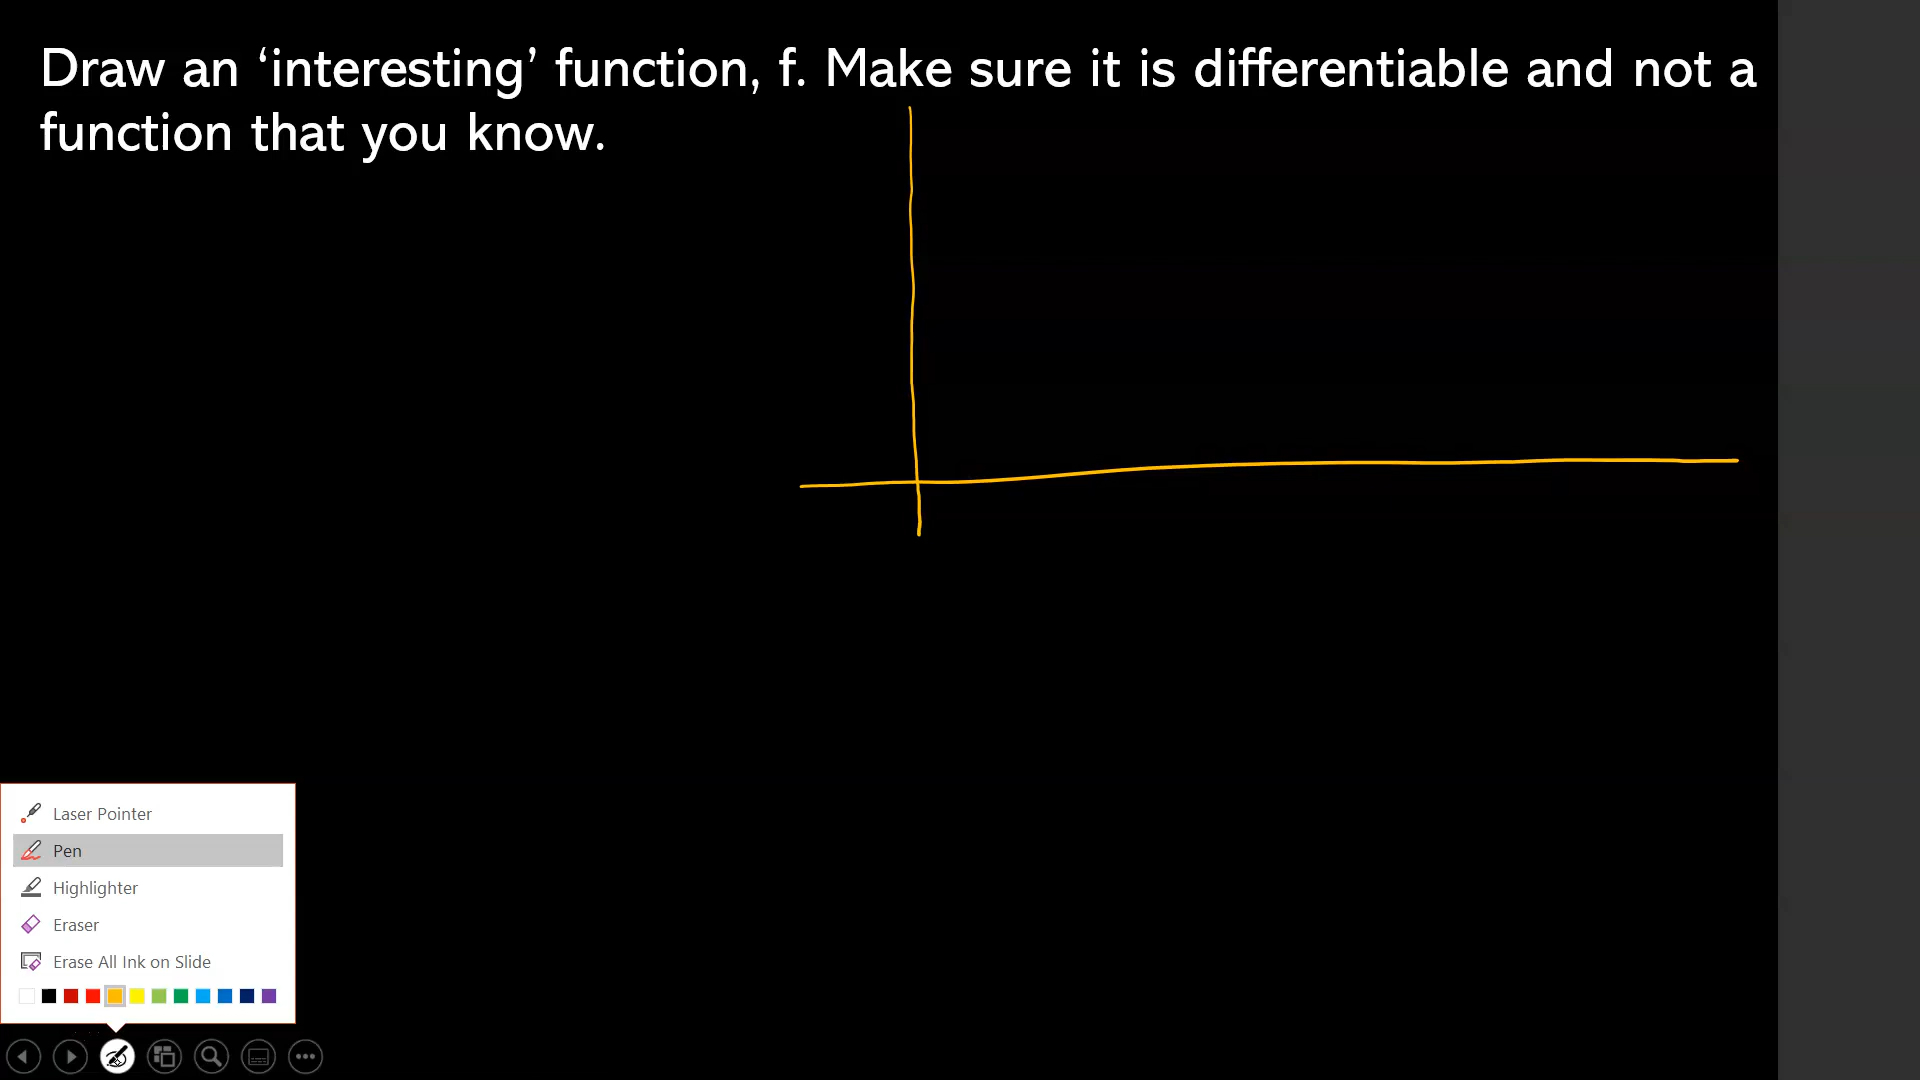 Draw an ‘interesting’ function, f. Make sure it is differentiable and not a
function that you know.
Laser Pointer
Pen
Highlighter
Eraser
Erase All Ink on Slide